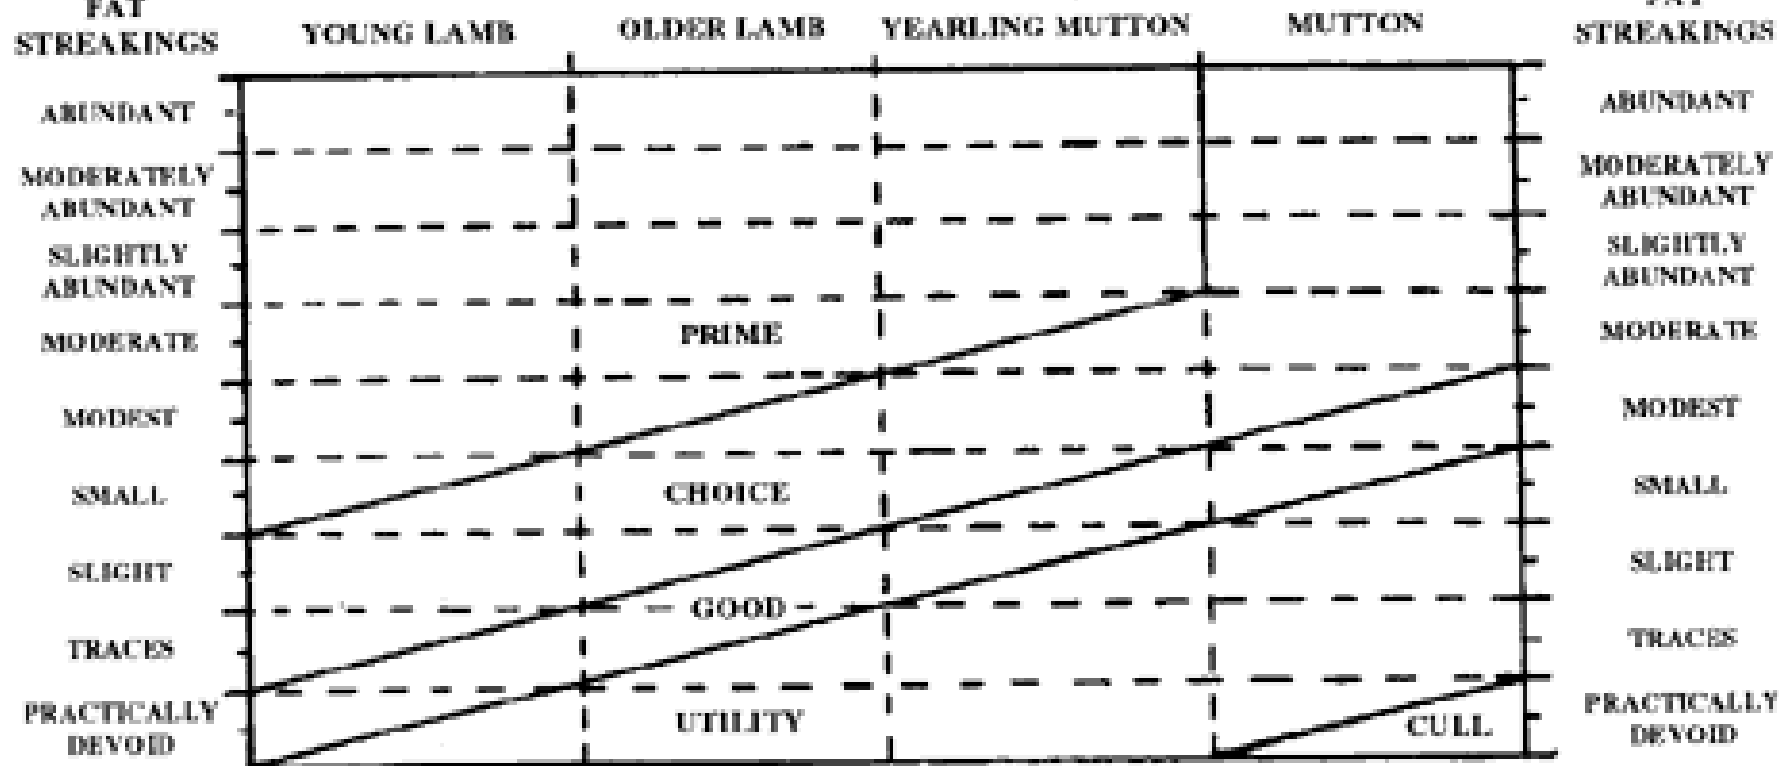 FAT
STREAKINGS
YOUNG LAMB
OLDER LAMB
YEARLING MUTTON
MUTTON
FAT
STREAKINGS
ABUNDANT
ABUNDANT
MODERATELY
ABUNDANT
MODERATELY
ABUNDANT
SLIGHTLY
ABUNDANT
SLIGHTLY
ABUNDANT
MODERATE
PRIME
MODERATE
MODEST
MODEST
SMALL
CHOICE
SMALL
SLIGHT
GOOD
SLIGHT
TRACES
TRACES
PRACTICALLY
DEVOID
UTILITY
CULL
PRACTICALLY
DEVOID